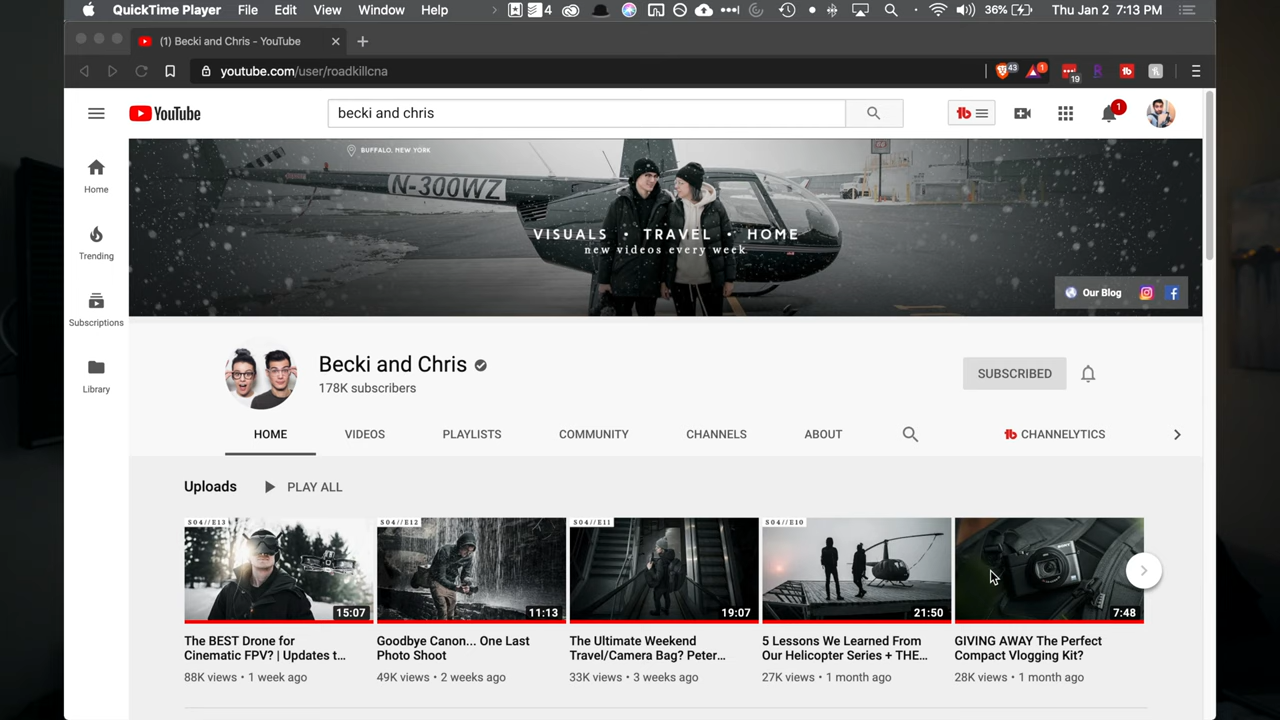 QuickTime Player File Edit View Window Help 4 36% Thu Jan 2 7:13 PM
(1) Becki and Chris - YouTube
youtube.com/user/roadkillcna 43 1 19
YouTube becki and chris tb 1
BUFFALO, NEW YORK
N-300WZ
VISUALS • TRAVEL • HOME
new videos every week
Our Blog
Home
Trending
Subscriptions
Library
Becki and Chris
178K subscribers
SUBSCRIBED
HOME VIDEOS PLAYLISTS COMMUNITY CHANNELS ABOUT tb CHANNELYTICS
Uploads PLAY ALL
S04//E13 S04//E12 S04//E11 S04//E10
15:07 11:13 19:07 21:50 7:48
The BEST Drone for
Cinematic FPV? | Updates t...
88K views • 1 week ago
Goodbye Canon... One Last
Photo Shoot
49K views • 2 weeks ago
The Ultimate Weekend
Travel/Camera Bag? Peter...
33K views • 3 weeks ago
5 Lessons We Learned From
Our Helicopter Series + THE...
27K views • 1 month ago
GIVING AWAY The Perfect
Compact Vlogging Kit?
28K views • 1 month ago